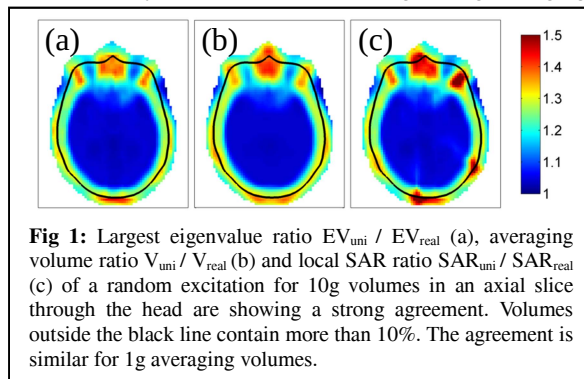 (a)
(b)
(c)
1.5
1.4
1.3
1.2
1.1
1
Fig 1: Largest eigenvalue ratio EVuni / EVreal (a), averaging
volume ratio Vuni / Vreal (b) and local SAR ratio SARuni / SARreal
(c) of a random excitation for 10g volumes in an axial slice
through the head are showing a strong agreement. Volumes
outside the black line contain more than 10%. The agreement is
similar for 1g averaging volumes.